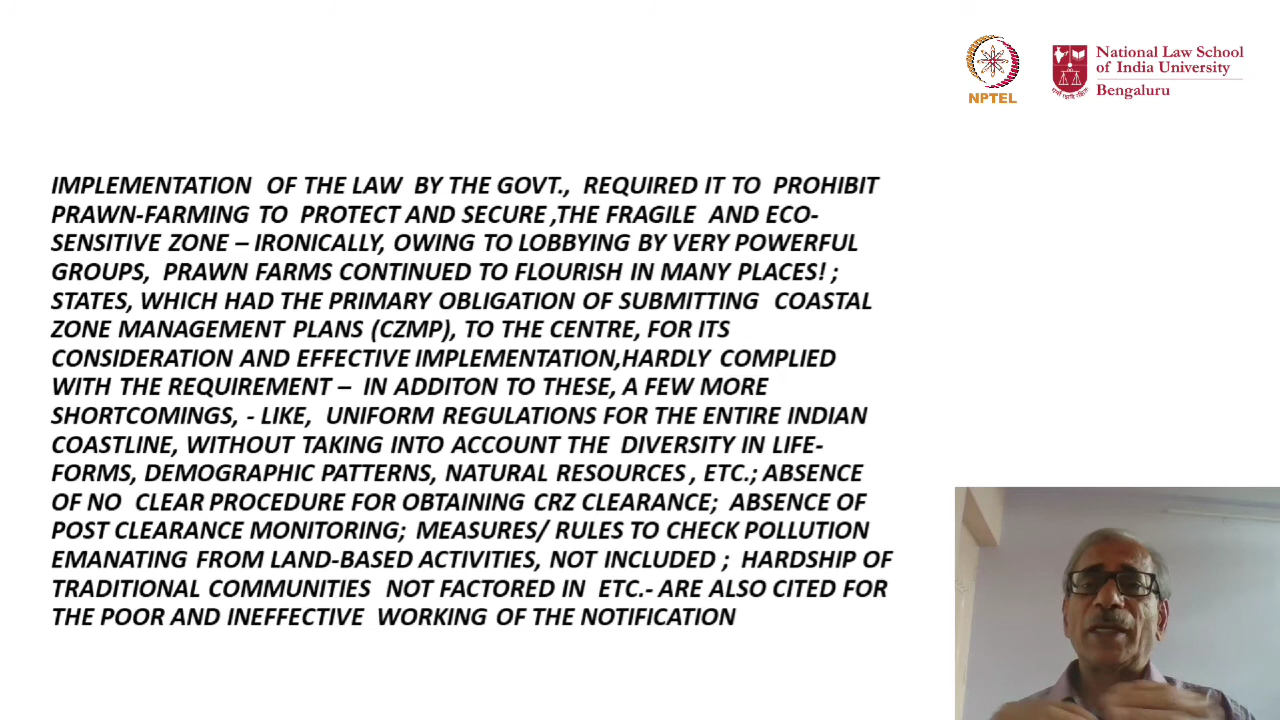 NPTEL
National Law School
of India University
Bengaluru
IMPLEMENTATION OF THE LAW BY THE GOVT., REQUIRED IT TO PROHIBIT
PRAWN-FARMING TO PROTECT AND SECURE ,THE FRAGILE AND ECO-
SENSITIVE ZONE – IRONICALLY, OWING TO LOBBYING BY VERY POWERFUL
GROUPS, PRAWN FARMS CONTINUED TO FLOURISH IN MANY PLACES! ;
STATES, WHICH HAD THE PRIMARY OBLIGATION OF SUBMITTING COASTAL
ZONE MANAGEMENT PLANS (CZMP), TO THE CENTRE, FOR ITS
CONSIDERATION AND EFFECTIVE IMPLEMENTATION,HARDLY COMPLIED
WITH THE REQUIREMENT – IN ADDITON TO THESE, A FEW MORE
SHORTCOMINGS, - LIKE, UNIFORM REGULATIONS FOR THE ENTIRE INDIAN
COASTLINE, WITHOUT TAKING INTO ACCOUNT THE DIVERSITY IN LIFE-
FORMS, DEMOGRAPHIC PATTERNS, NATURAL RESOURCES , ETC.; ABSENCE
OF NO CLEAR PROCEDURE FOR OBTAINING CRZ CLEARANCE; ABSENCE OF
POST CLEARANCE MONITORING; MEASURES/ RULES TO CHECK POLLUTION
EMANATING FROM LAND-BASED ACTIVITIES, NOT INCLUDED ; HARDSHIP OF
TRADITIONAL COMMUNITIES NOT FACTORED IN ETC.- ARE ALSO CITED FOR
THE POOR AND INEFFECTIVE WORKING OF THE NOTIFICATION